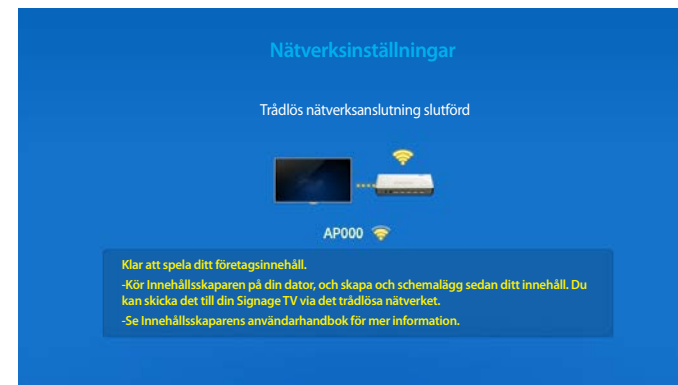 Nätverksinställningar
Trådlös nätverksanslutning slutförd
AP000
Klar att spela ditt företagsinnehåll.
-Kör Innehållsskaparen på din dator, och skapa och schemalägg sedan ditt innehåll. Du
kan skicka det till din Signage TV via det trådlösa nätverket.
-Se Innehållsskaparens användarhandbok för mer information.